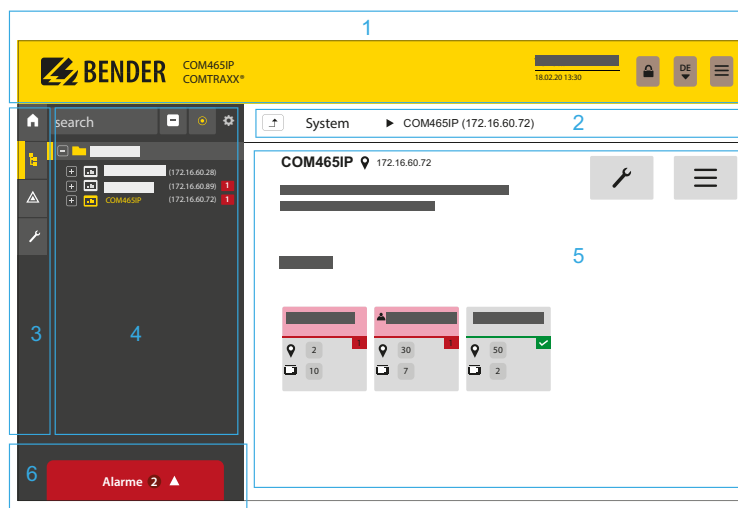 1
BENDER
COM465IP
COMTRAXX®
18.02.20 13:30
DE
search
System
COM465IP (172.16.60.72)
2
(172.16.60.28)
(172.16.60.89) 1
COM465IP (172.16.60.72) 1
3
4
COM465IP 172.16.60.72
5
1
1
2
30
50
10
7
2
6
Alarme 2